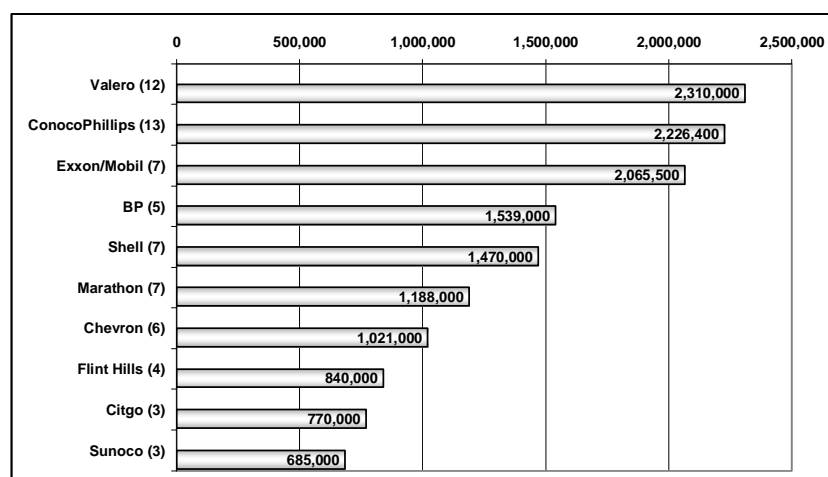 0 500,000 1,000,000 1,500,000 2,000,000 2,500,000
Valero (12) 2,310,000
ConocoPhillips (13) 2,226,400
Exxon/Mobil (7) 2,065,500
BP (5) 1,539,000
Shell (7) 1,470,000
Marathon (7) 1,188,000
Chevron (6) 1,021,000
Flint Hills (4) 840,000
Citgo (3) 770,000
Sunoco (3) 685,000